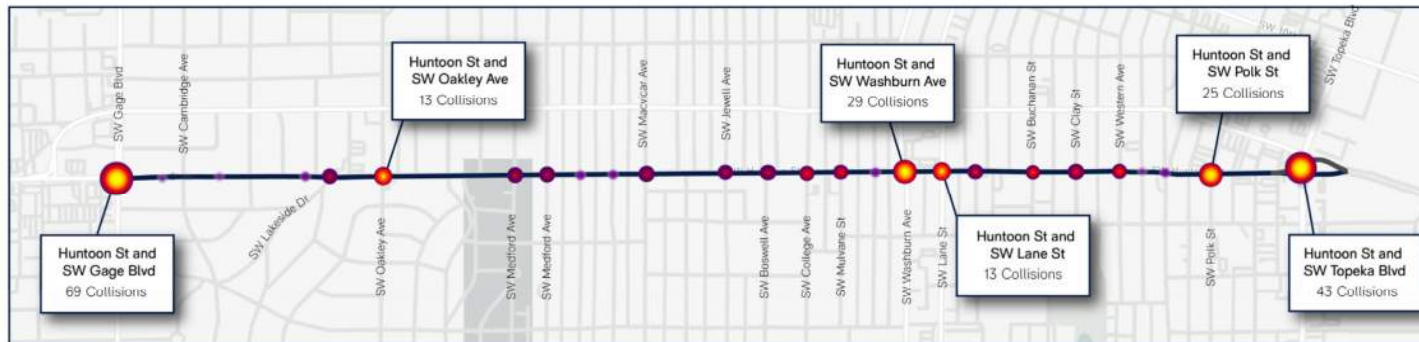 SW Gage Blvd
SW Cambridge Ave
Huntoon St and
SW Oakley Ave
13 Collisions
SW Macvicar Ave
SW Jewell Ave
Huntoon St and
SW Washburn Ave
29 Collisions
SW Buchanan St
SW Clay St
SW Western Ave
Huntoon St and
SW Polk St
25 Collisions
SW Topeka Blvd
Huntoon St and
SW Gage Blvd
69 Collisions
SW Lakeside Dr
SW Oakley Ave
SW Medford Ave
SW Medford Ave
SW Boswell Ave
SW College Ave
SW Mulvane St
SW Washburn Ave
SW Lane St
Huntoon St and
SW Lane St
13 Collisions
SW Polk St
Huntoon St and
SW Topeka Blvd
43 Collisions